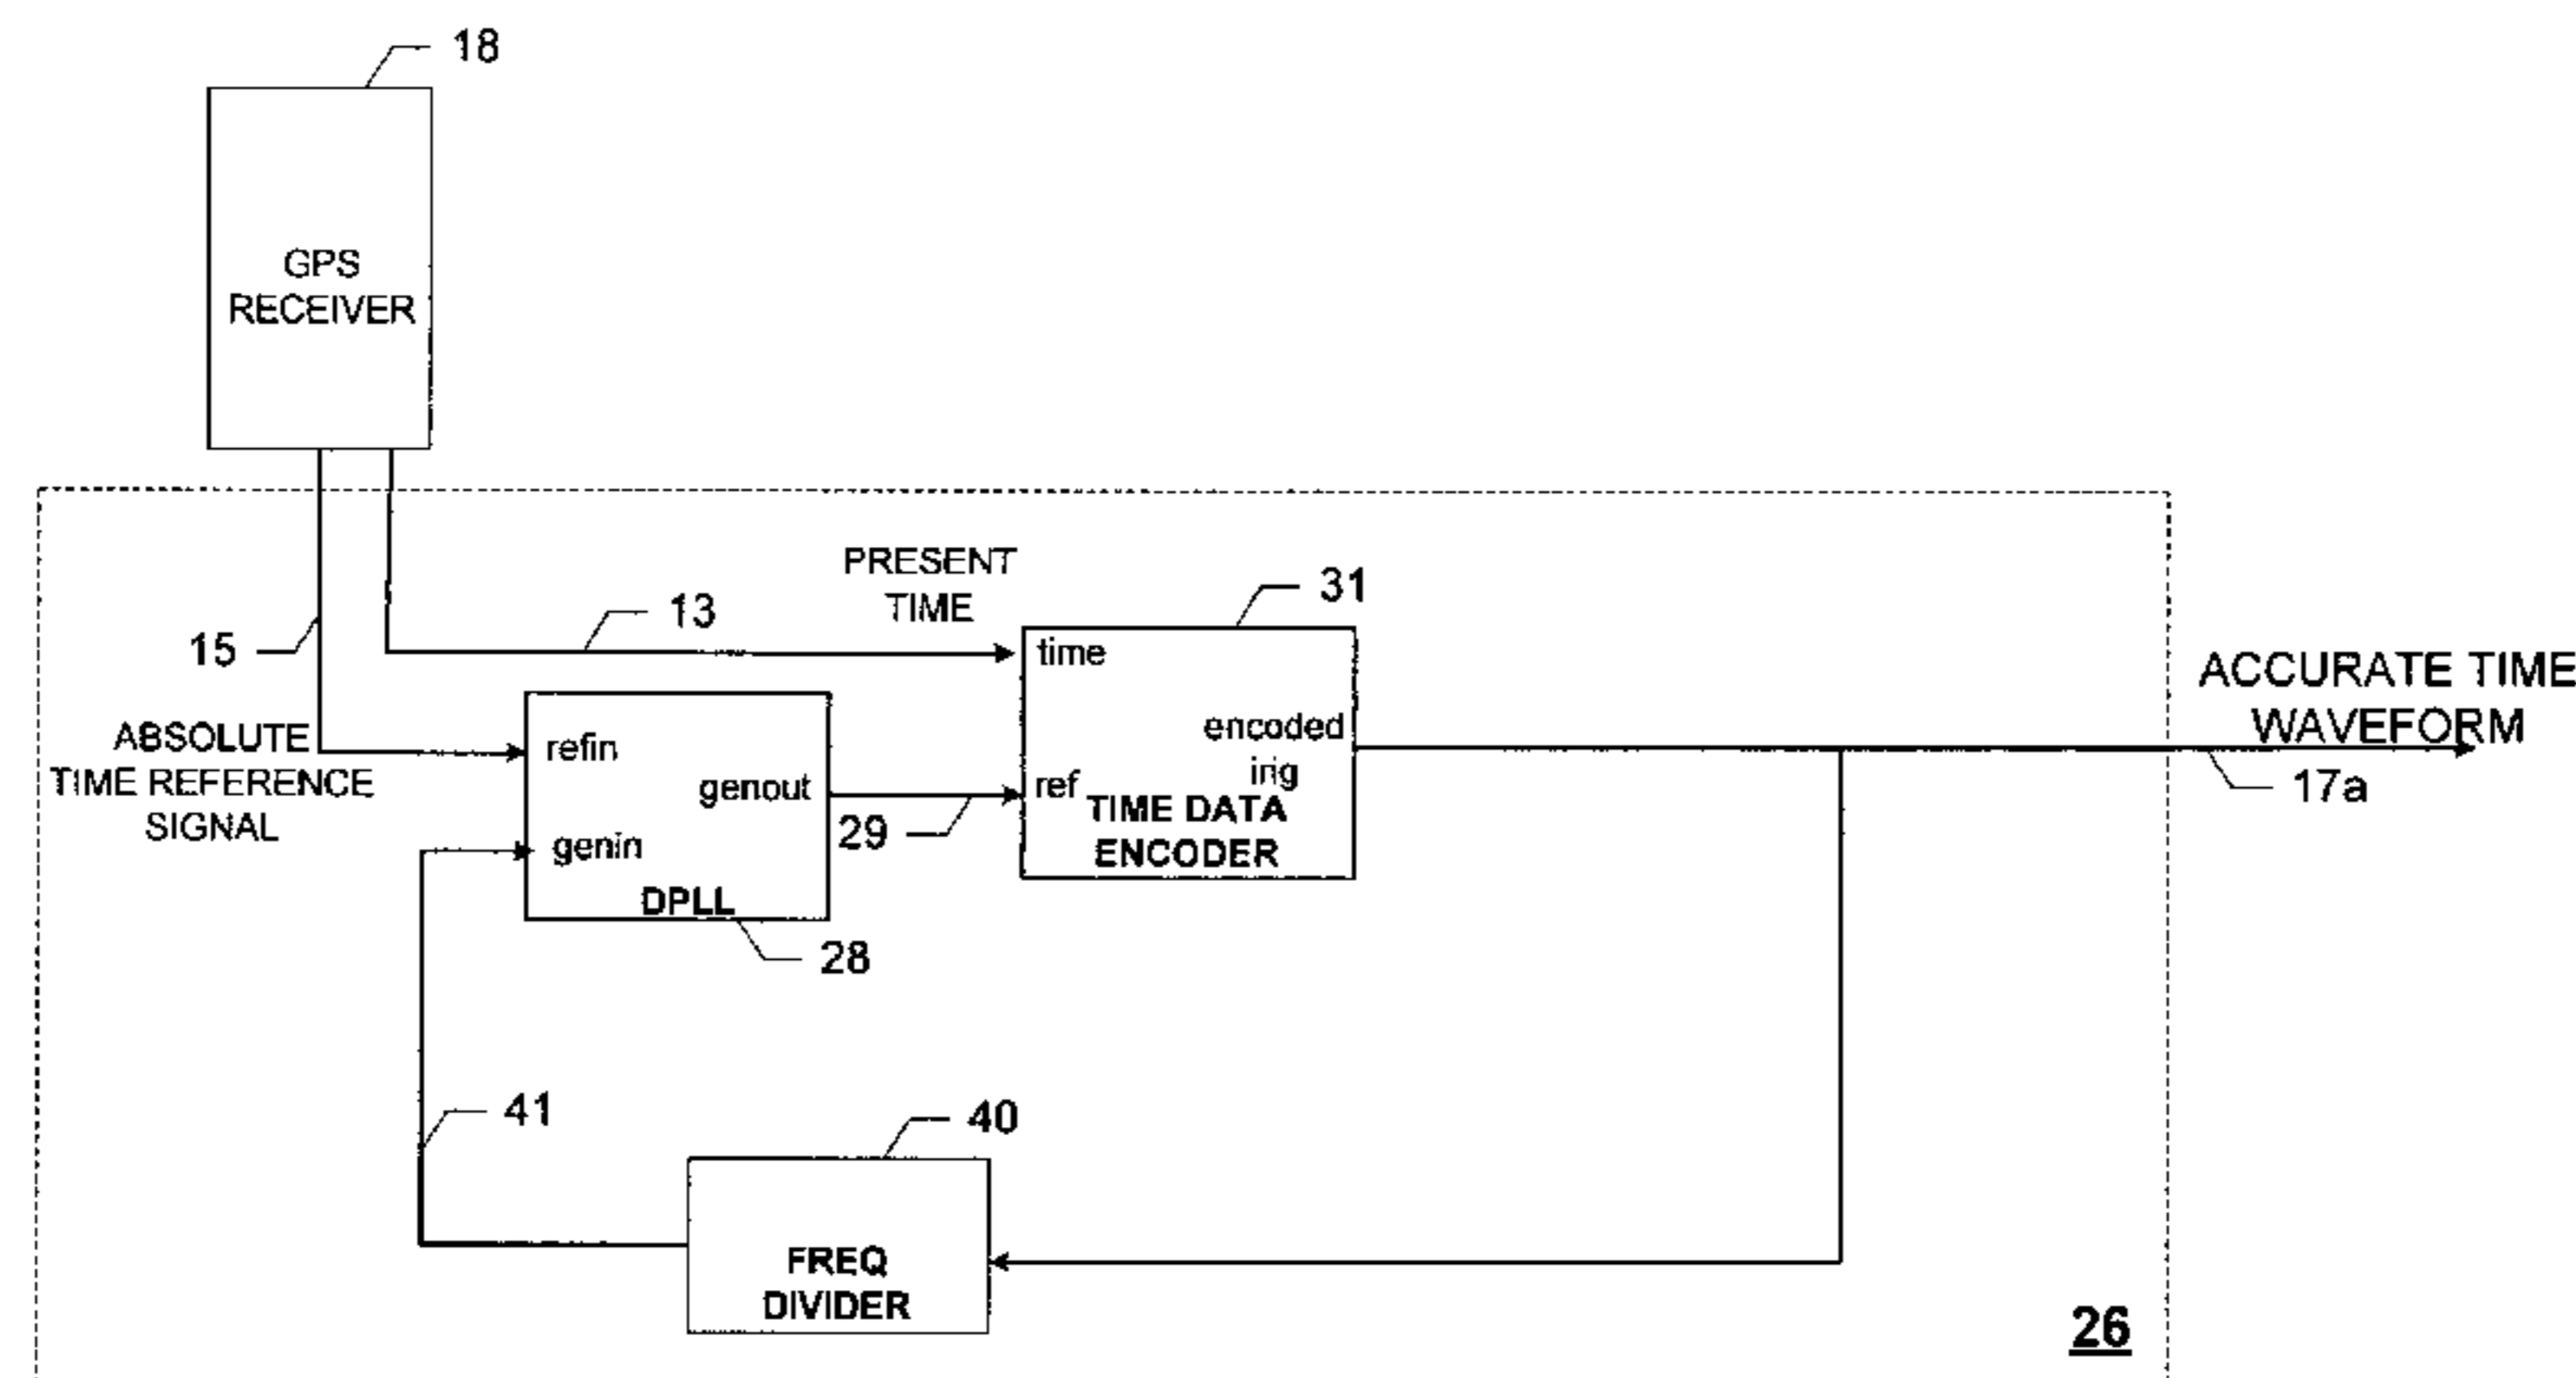 18
GPS
RECEIVER
PRESENT
TIME
13
31
15
time
ABSOLUTE
TIME REFERENCE
SIGNAL
refin
genout
genin
DPLL
28
29
ref
encoded
irig
TIME DATA
ENCODER
ACCURATE TIME
WAVEFORM
17a
41
40
FREQ
DIVIDER
26